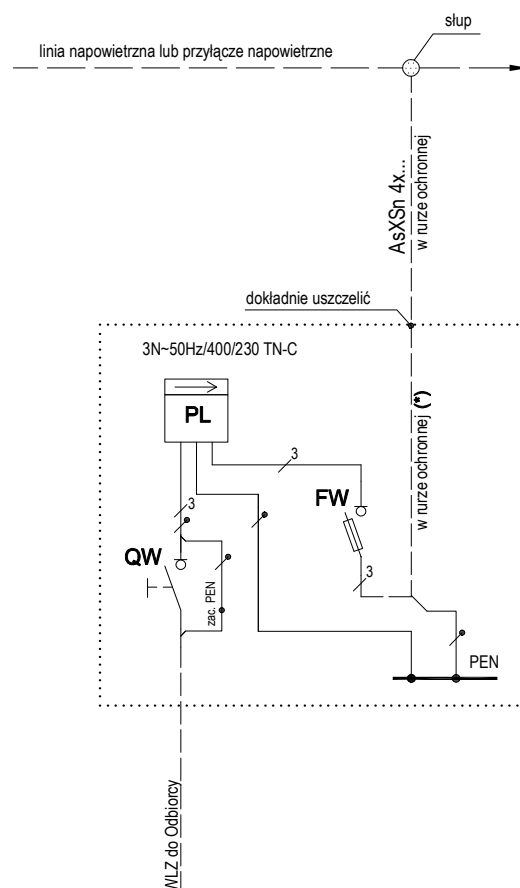 słup
linia napowietrzna lub przyłącze napowietrzne
AsXSn 4x...
w rurze ochronnej
dokładnie uszczelić
3N~50Hz/400/230 TN-C
PL
w rurze ochronnej (*)
3
FW
3
QW
zac. PEN
3
PEN
WLZ do Odbiorcy